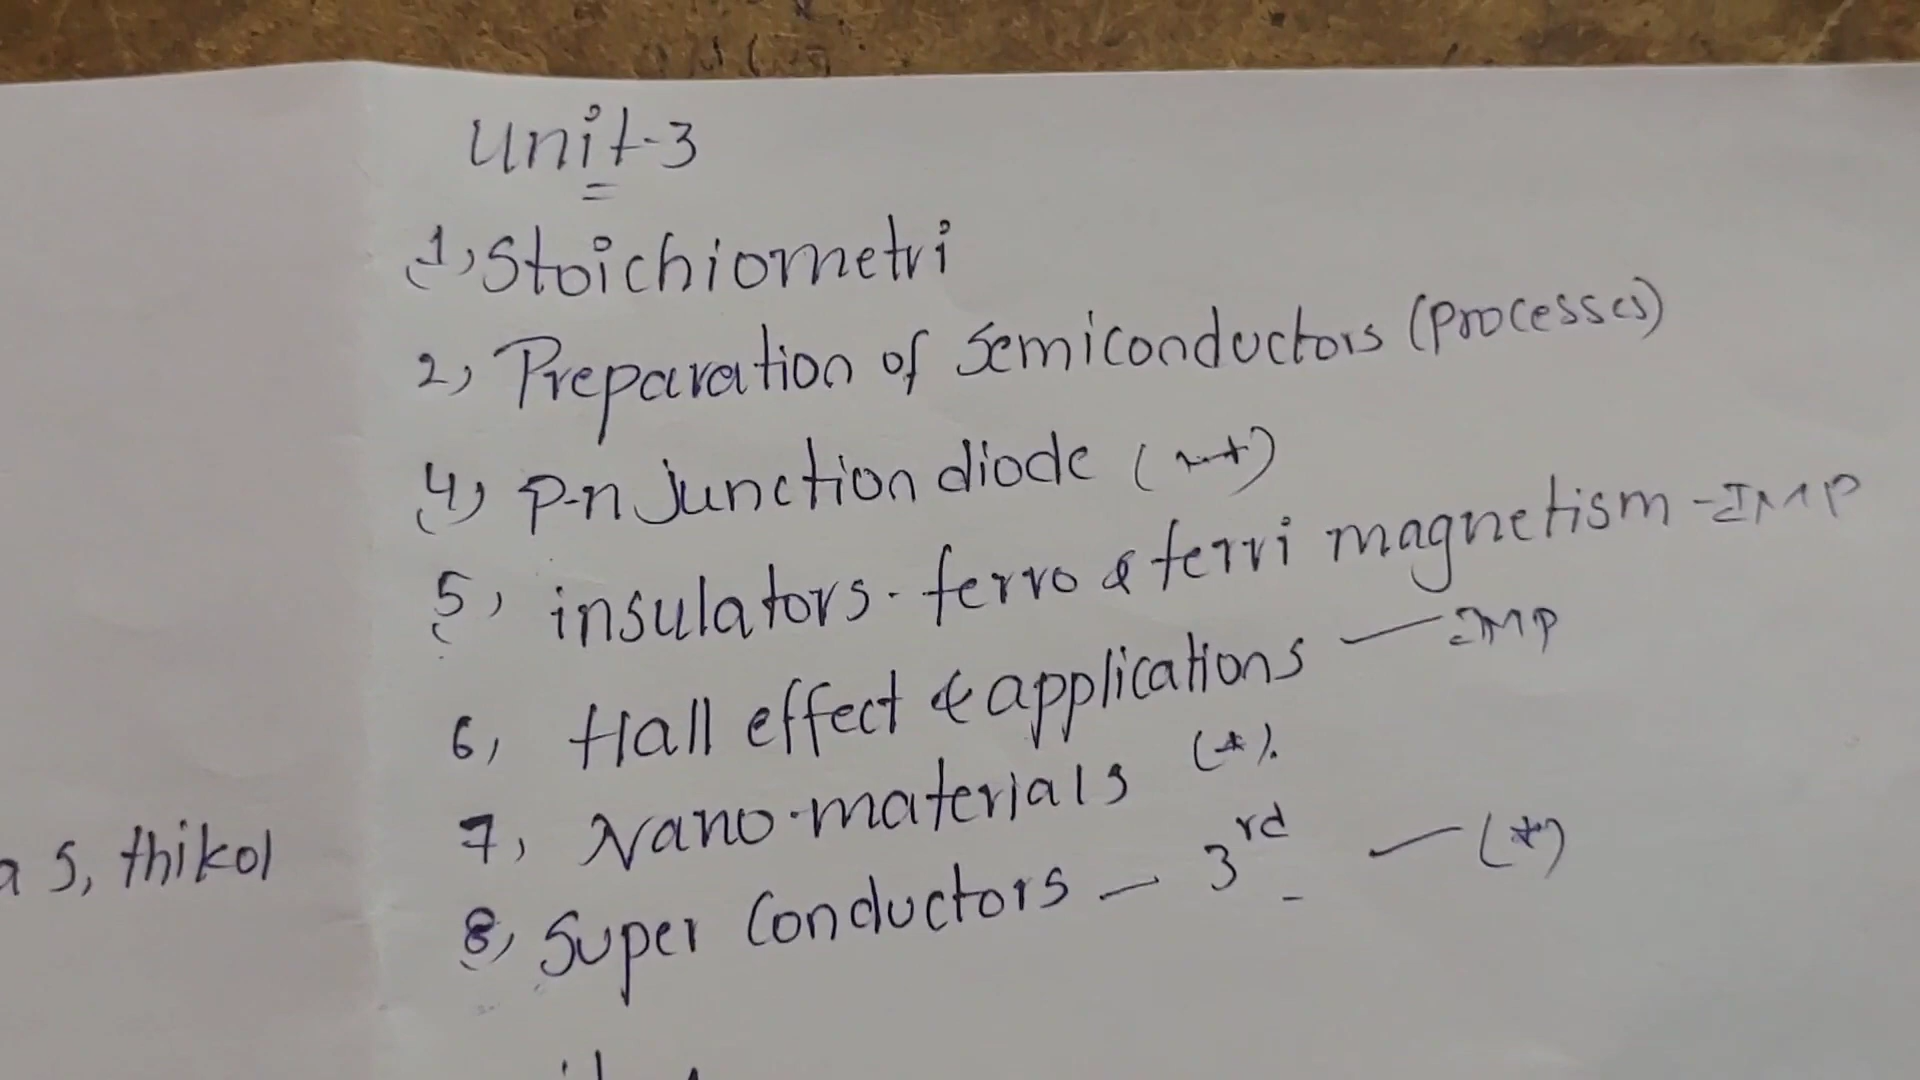 Unit-3
1, Stoichiometri
2, Preparation of Semiconductors (processes)
4, P-n junction diode
5, insulators - ferro & ferri magnetism - IMP
6, Hall effect & applications — IMP
7, Nano-materials (*).
8, Super Conductors — 3rd — (*)
5, thikol